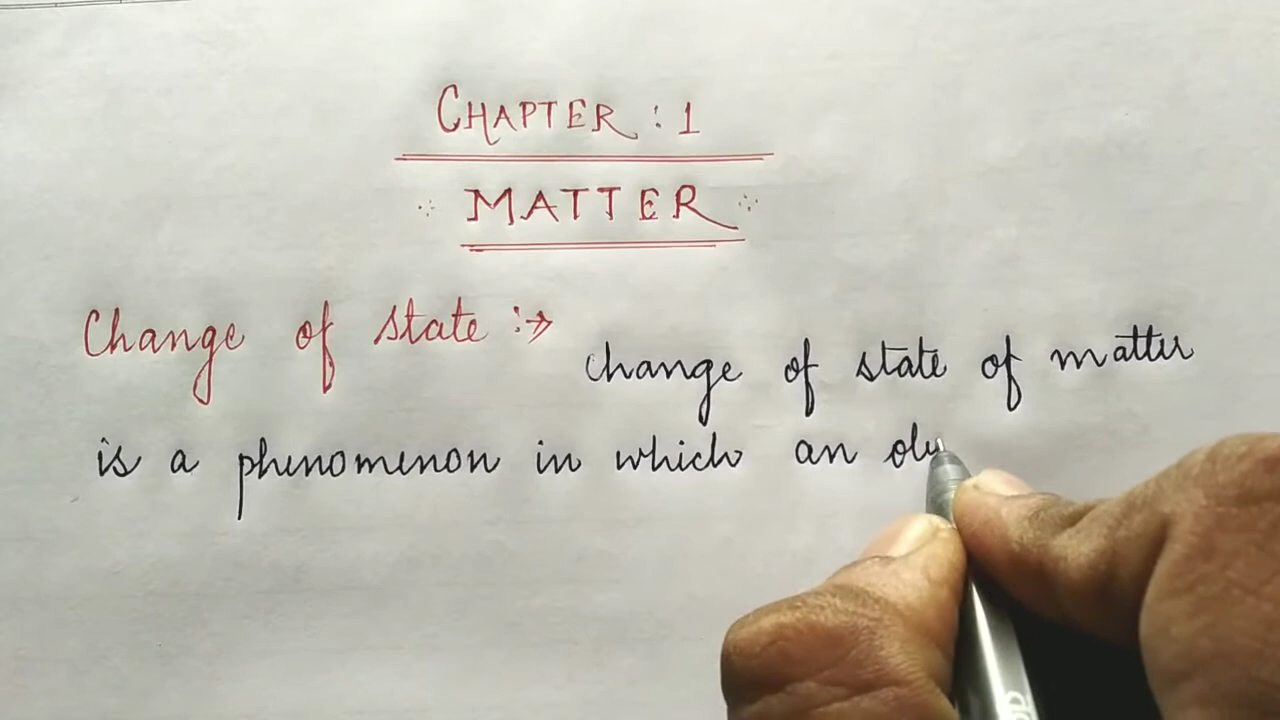 CHAPTER : 1
MATTER
Change of state :→
change of state of matter
is a phenomenon in which an